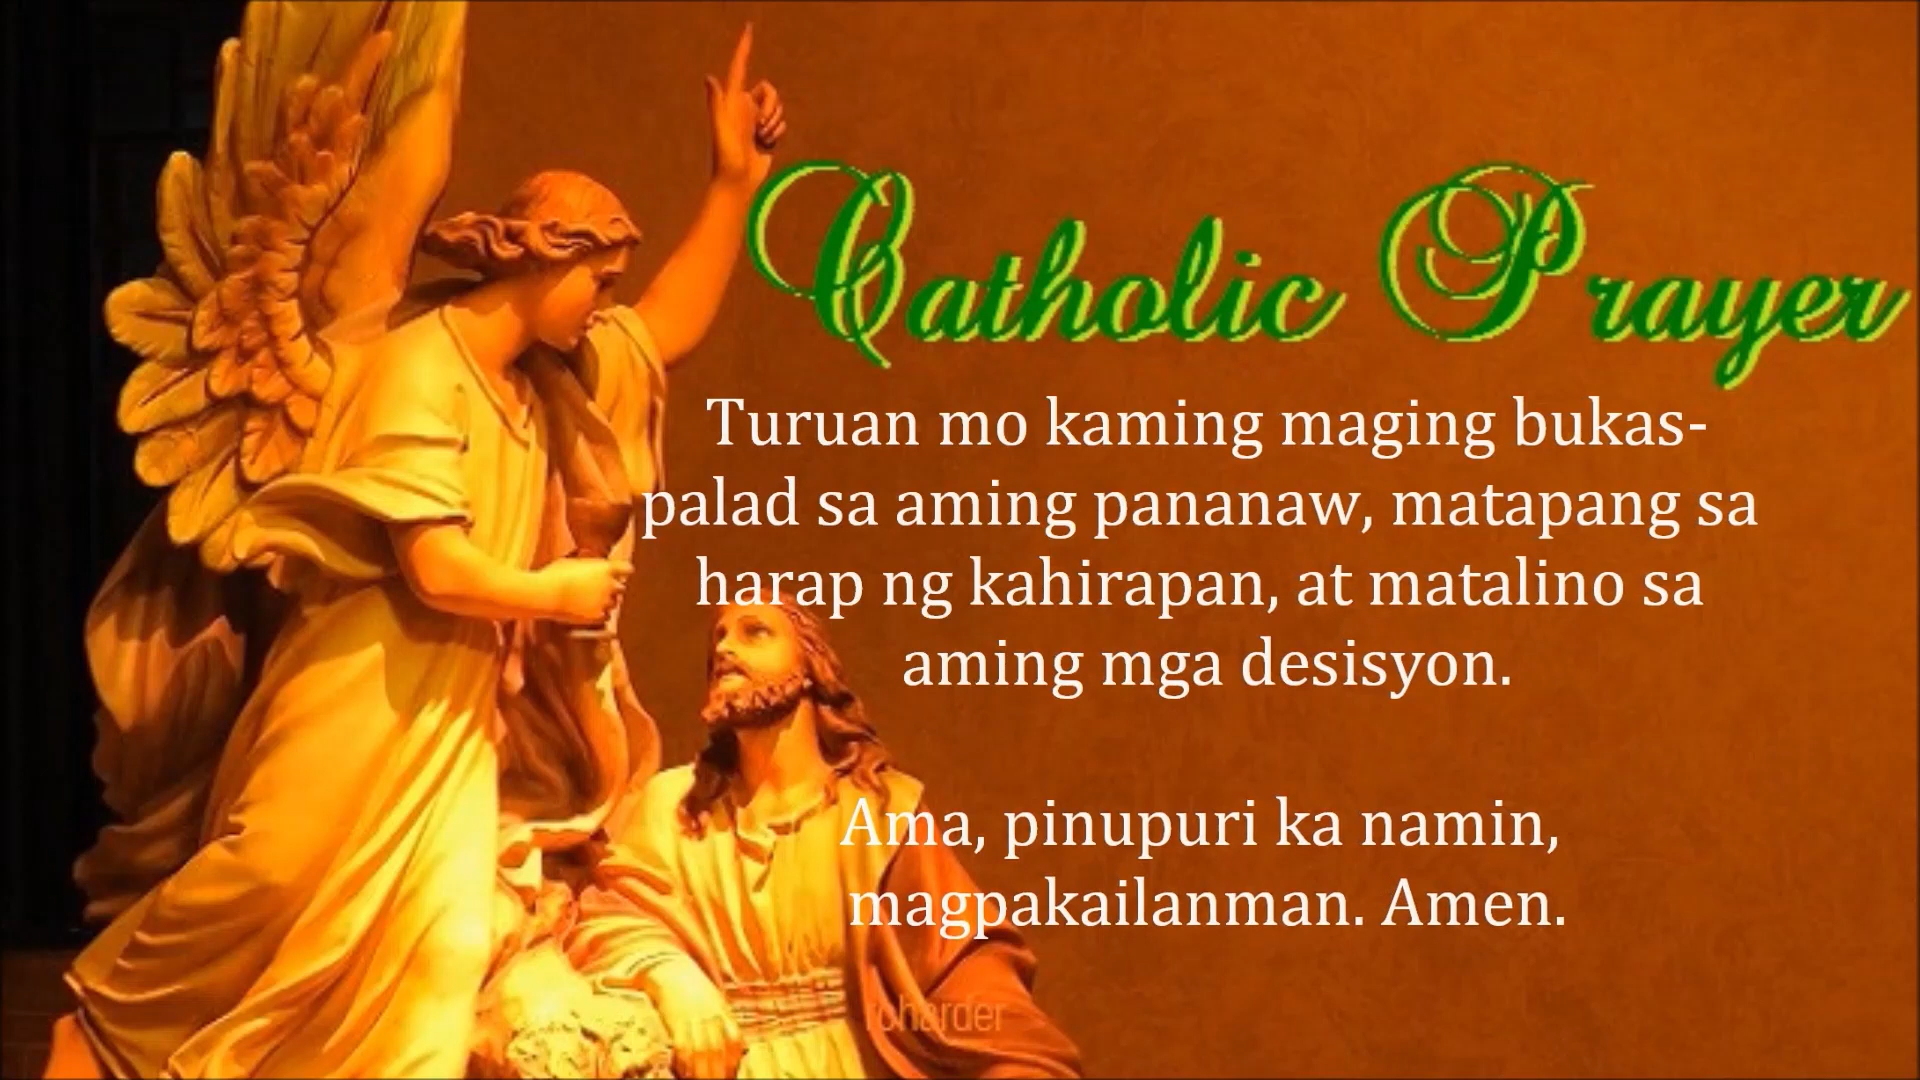 Catholic Prayer
Turuan mo kaming maging bukas-
palad sa aming pananaw, matapang sa
harap ng kahirapan, at matalino sa
aming mga desisyon.
Ama, pinupuri ka namin,
magpakailanman. Amen.
roharder